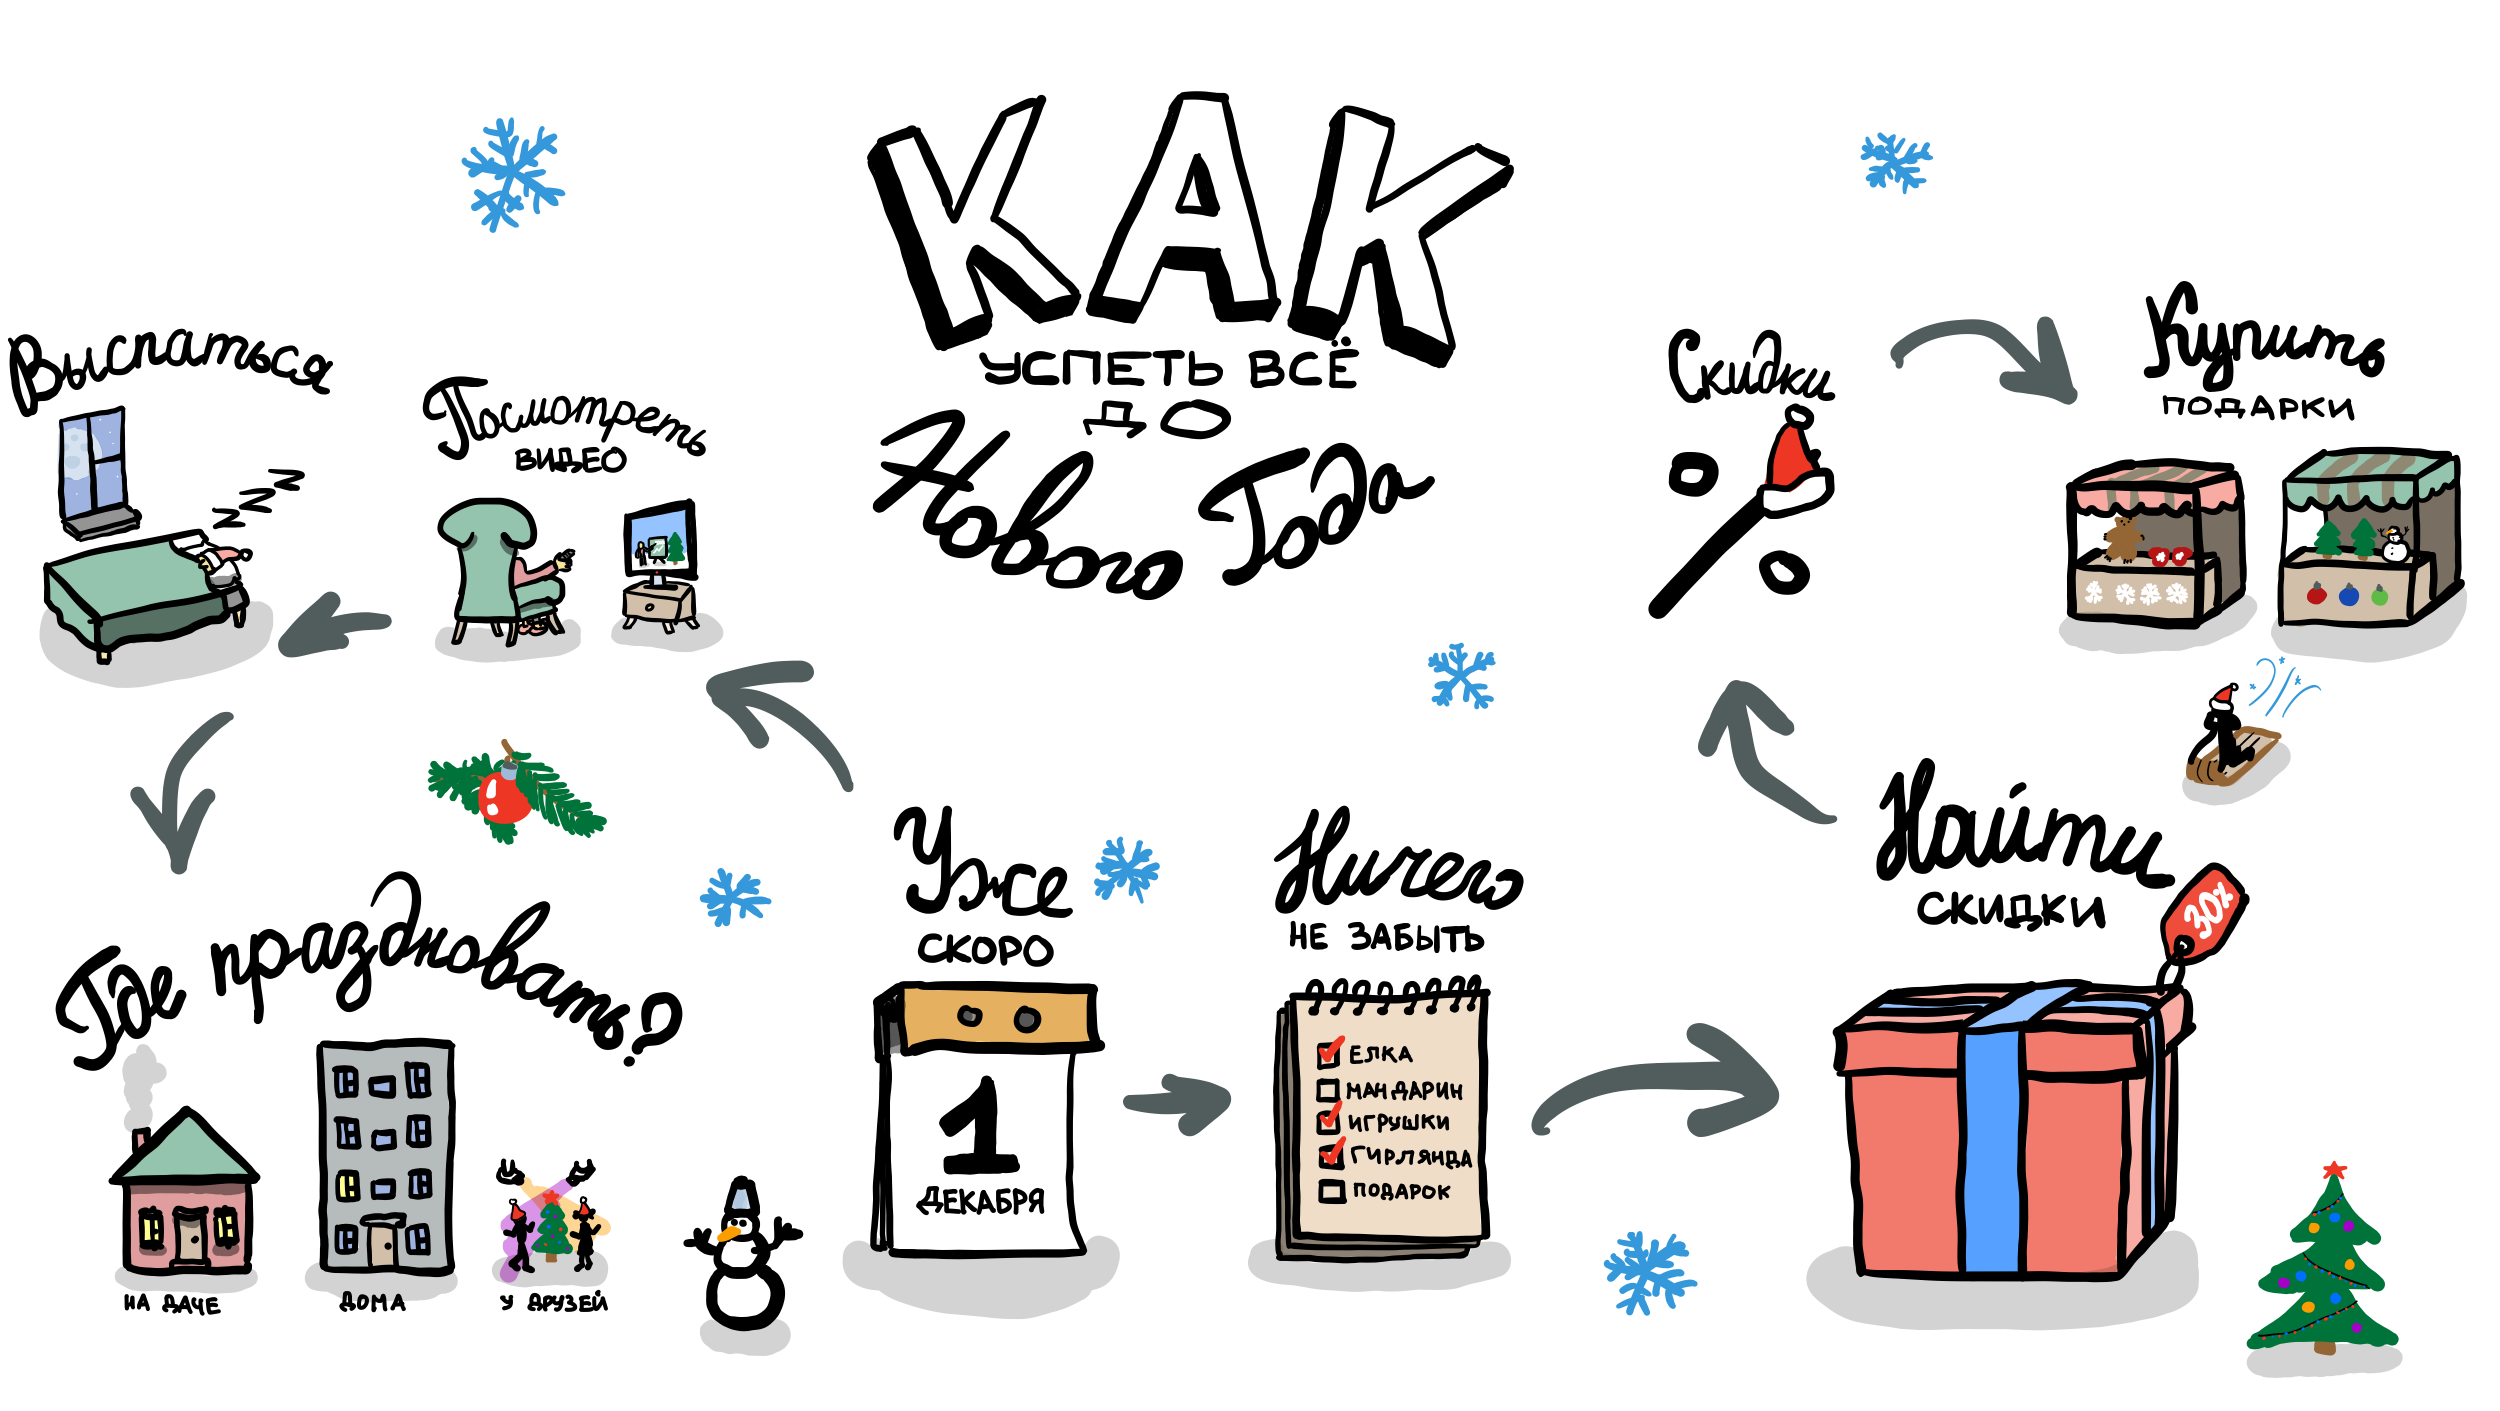 КАК
УСПЕТЬ ВСЁ
ДО
Нового Года
Выспаться
Посмотреть
ВИДЕО
Скидки
%
Купить
ПОДАРКИ
Найти
СКИДКИ
Уже
СКОРО
1
ДЕКАБРЯ
Ничего
НЕ ЗАБЫТЬ
ЕЛКА
МАНДАРИН
ИГРУШКИ
ГИРЛЯНДА
ПОДАРОК
Где праздновать?
НА ДАЧЕ
ДОМА
У ДРУЗЕЙ